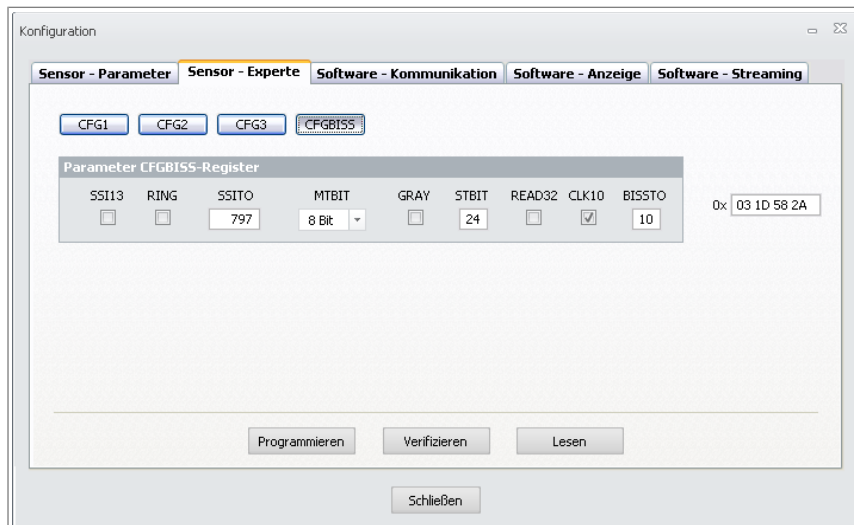 Konfiguration
Sensor - Parameter Sensor - Experte Software - Kommunikation Software - Anzeige Software - Streaming
CFG1 CFG2 CFG3 CFGBISS
Parameter CFGBISS-Register
SSI13 RING SSITO MTBIT GRAY STBIT READ32 CLK10 BISSTO
797 8 Bit 24 10 0x 03 1D 58 2A
Programmieren Verifizieren Lesen
Schließen